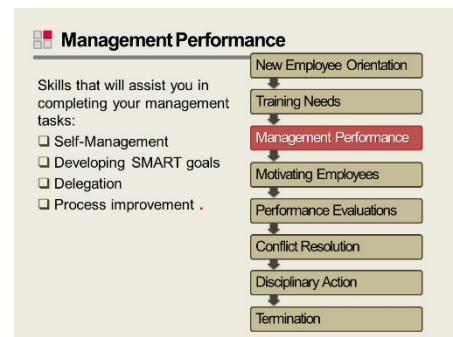 Management Performance
Skills that will assist you in
completing your management
tasks:
Self-Management
Developing SMART goals
Delegation
Process improvement .
New Employee Orientation
Training Needs
Management Performance
Motivating Employees
Performance Evaluations
Conflict Resolution
Disciplinary Action
Termination